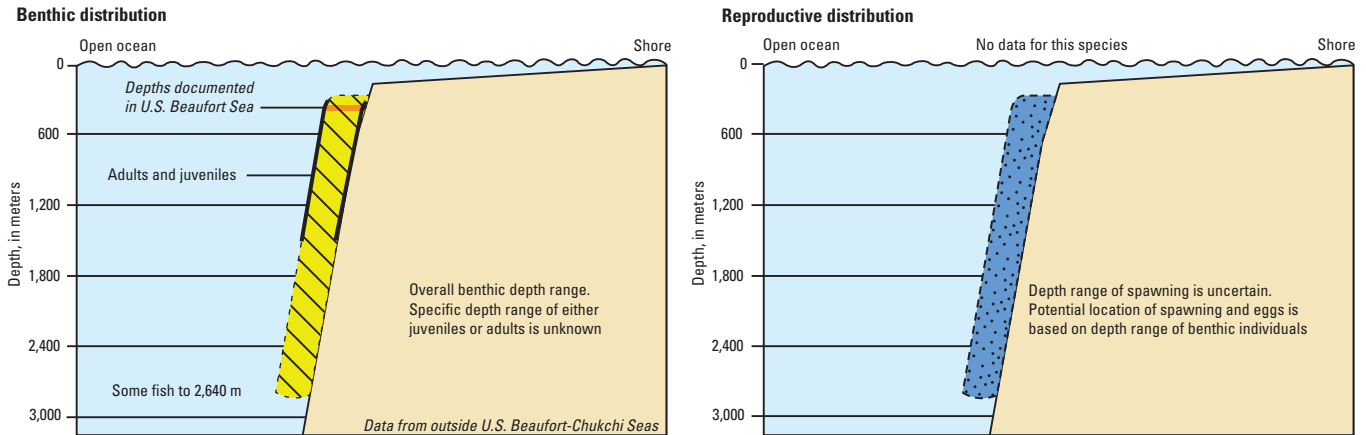 Benthic distribution
Open ocean
Shore
0
600
1,200
1,800
2,400
3,000
Depth, in meters
Depths documented
in U.S. Beaufort Sea
Adults and juveniles
Overall benthic depth range.
Specific depth range of either
juveniles or adults is unknown
Some fish to 2,640 m
Data from outside U.S. Beaufort-Chukchi Seas
Reproductive distribution
Open ocean
No data for this species
Shore
0
600
1,200
1,800
2,400
3,000
Depth, in meters
Depth range of spawning is uncertain.
Potential location of spawning and eggs is
based on depth range of benthic individuals